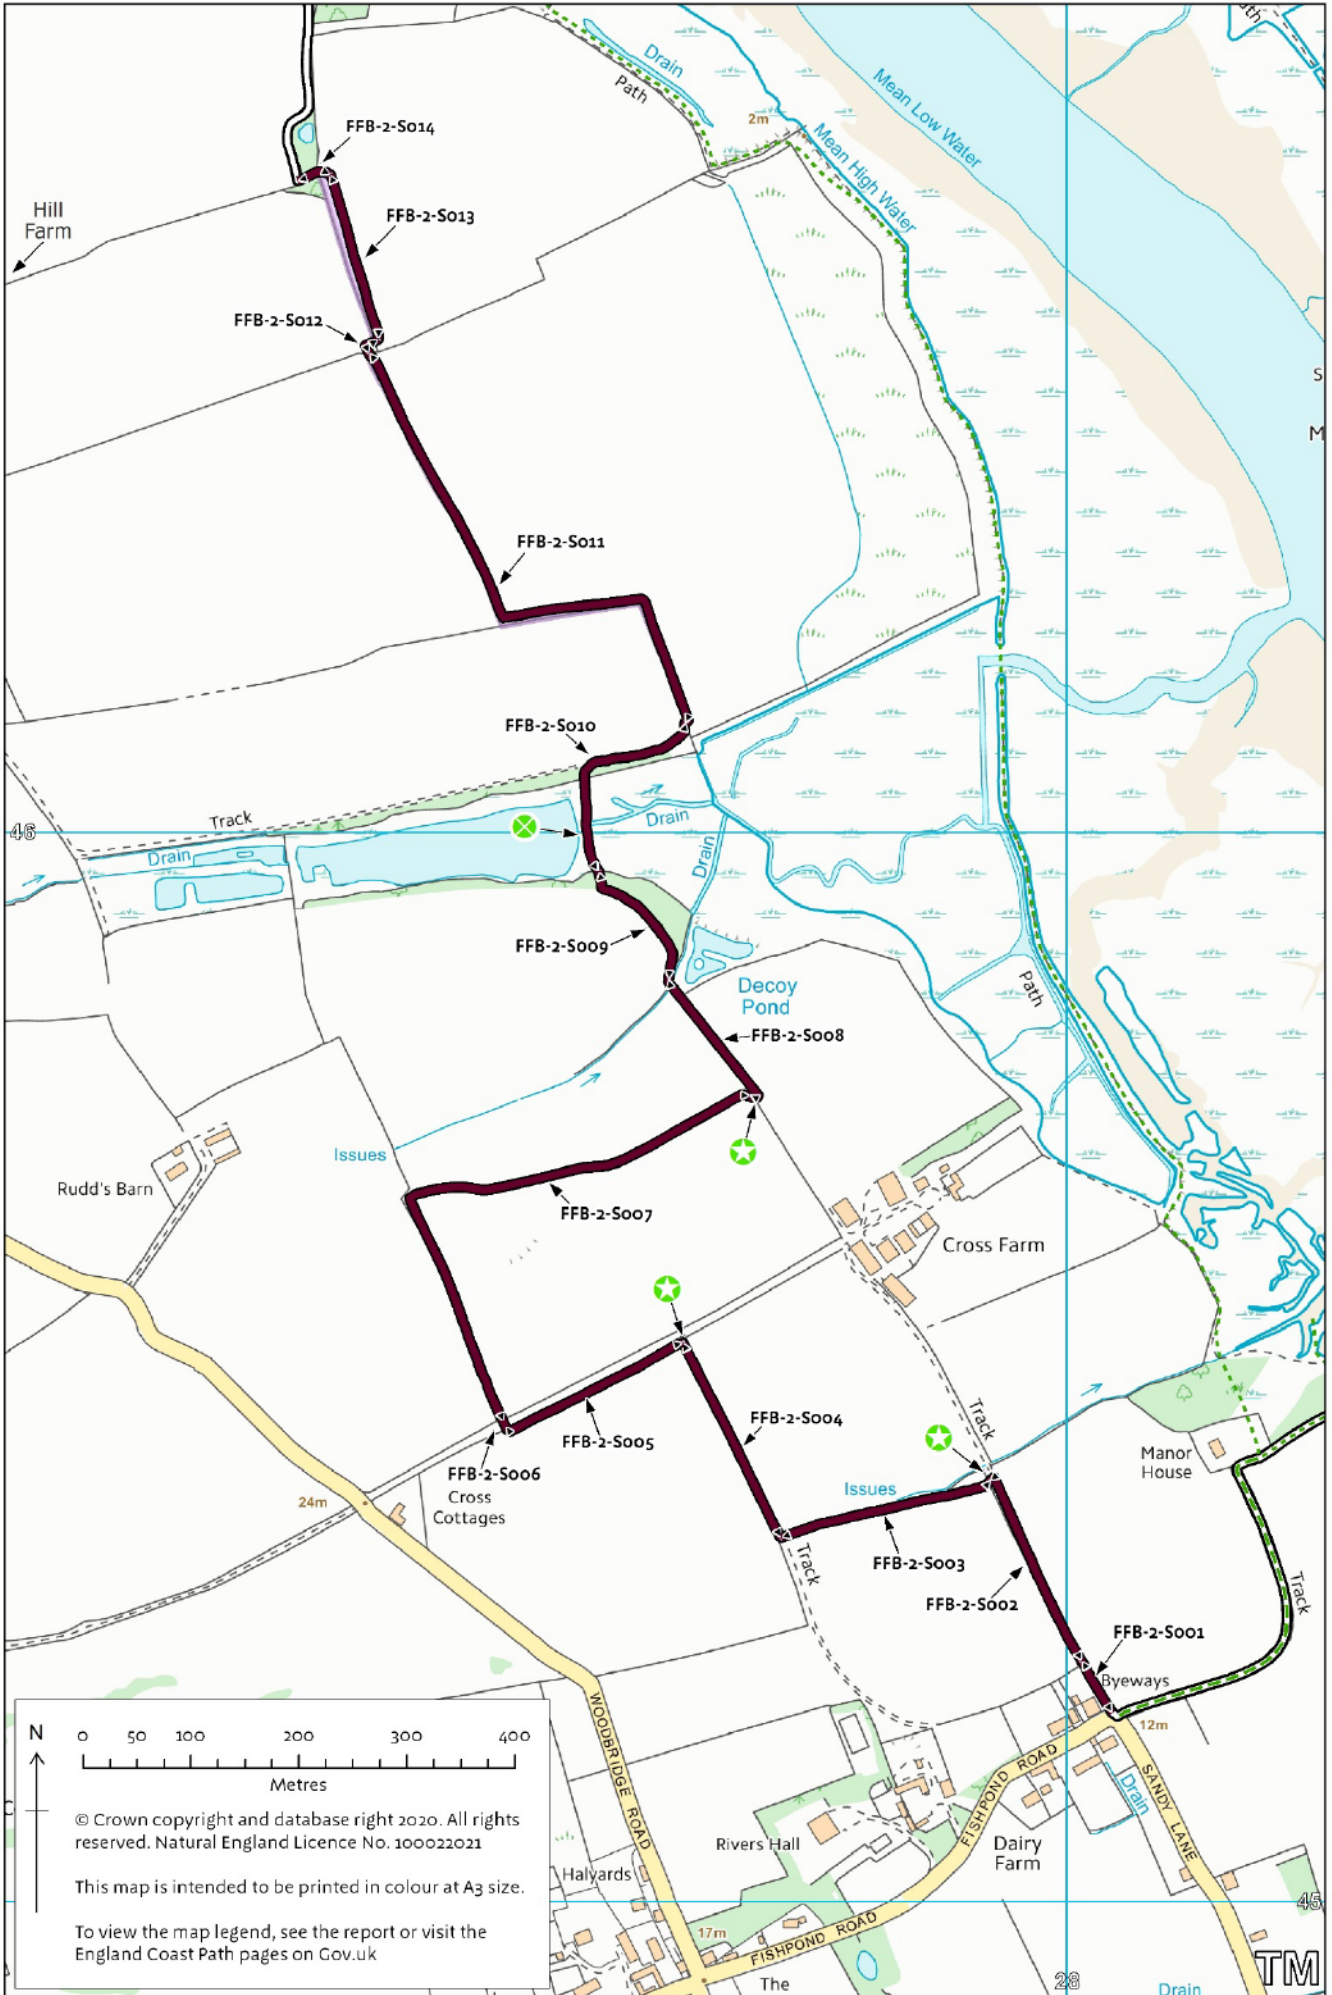 Drain
Path
2m
Mean Low Water
Mean High Water
FFB-2-S014
Hill
Farm
FFB-2-S013
FFB-2-S012
S
M
FFB-2-S011
FFB-2-S010
Track
46
Drain
Drain
Drain
FFB-2-S009
Decoy
Pond
Path
FFB-2-S008
Issues
Rudd's Barn
FFB-2-S007
Cross Farm
FFB-2-S004
Track
FFB-2-S005
Manor
House
FFB-2-S006
Issues
24m
Cross
Cottages
Track
FFB-2-S003
FFB-2-S002
Track
FFB-2-S001
Byeways
12m
N
0 50 100 200 300 400
Metres
© Crown copyright and database right 2020. All rights
reserved. Natural England Licence No. 100022021
This map is intended to be printed in colour at A3 size.
To view the map legend, see the report or visit the
England Coast Path pages on Gov.uk
WOODBRIDGE ROAD
FISHPOND ROAD
SANDY LANE
Drain
Rivers Hall
Dairy
Farm
Halyards
45
17m
FISHPOND ROAD
The
28
TM
Drain